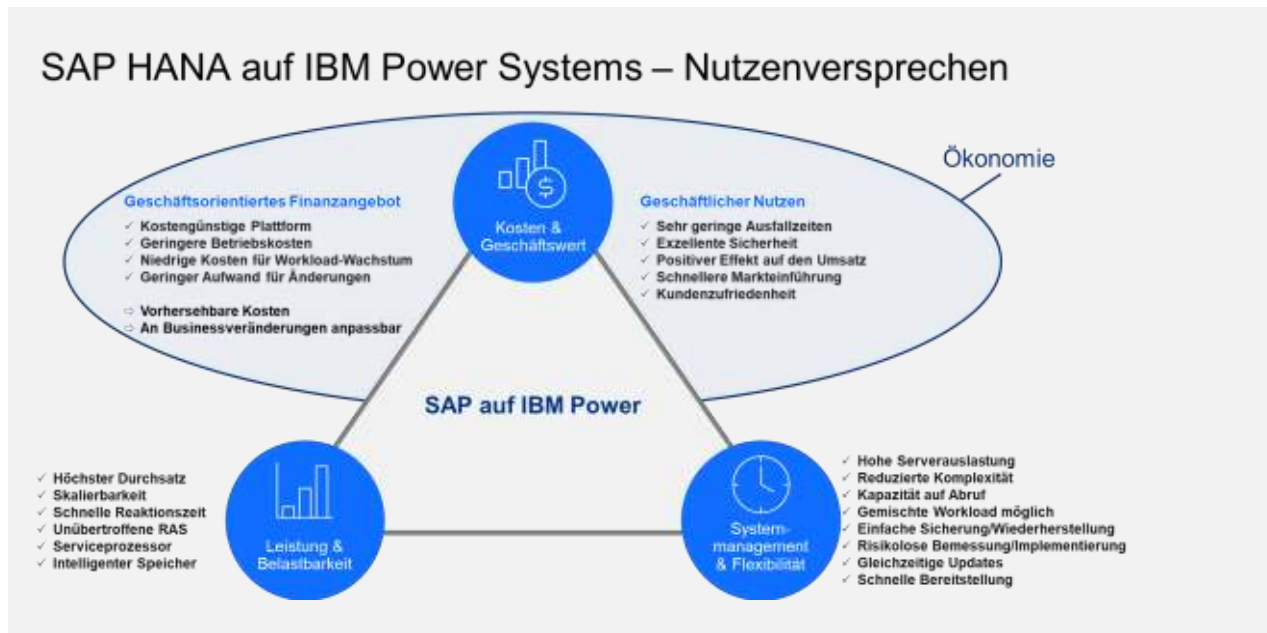 SAP HANA auf IBM Power Systems – Nutzenversprechen
Ökonomie
Kosten &
Geschäftswert
Geschäftsorientiertes Finanzangebot
✓ Kostengünstige Plattform
✓ Geringere Betriebskosten
✓ Niedrige Kosten für Workload-Wachstum
✓ Geringer Aufwand für Änderungen
⇨ Vorhersehbare Kosten
⇨ An Businessveränderungen anpassbar
Geschäftlicher Nutzen
✓ Sehr geringe Ausfallzeiten
✓ Exzellente Sicherheit
✓ Positiver Effekt auf den Umsatz
✓ Schnellere Markteinführung
✓ Kundenzufriedenheit
SAP auf IBM Power
✓ Höchster Durchsatz
✓ Skalierbarkeit
✓ Schnelle Reaktionszeit
✓ Unübertroffene RAS
✓ Serviceprozessor
✓ Intelligenter Speicher
Leistung &
Belastbarkeit
System-
management
& Flexibilität
✓ Hohe Serverauslastung
✓ Reduzierte Komplexität
✓ Kapazität auf Abruf
✓ Gemischte Workload möglich
✓ Einfache Sicherung/Wiederherstellung
✓ Risikolose Bemessung/Implementierung
✓ Gleichzeitige Updates
✓ Schnelle Bereitstellung